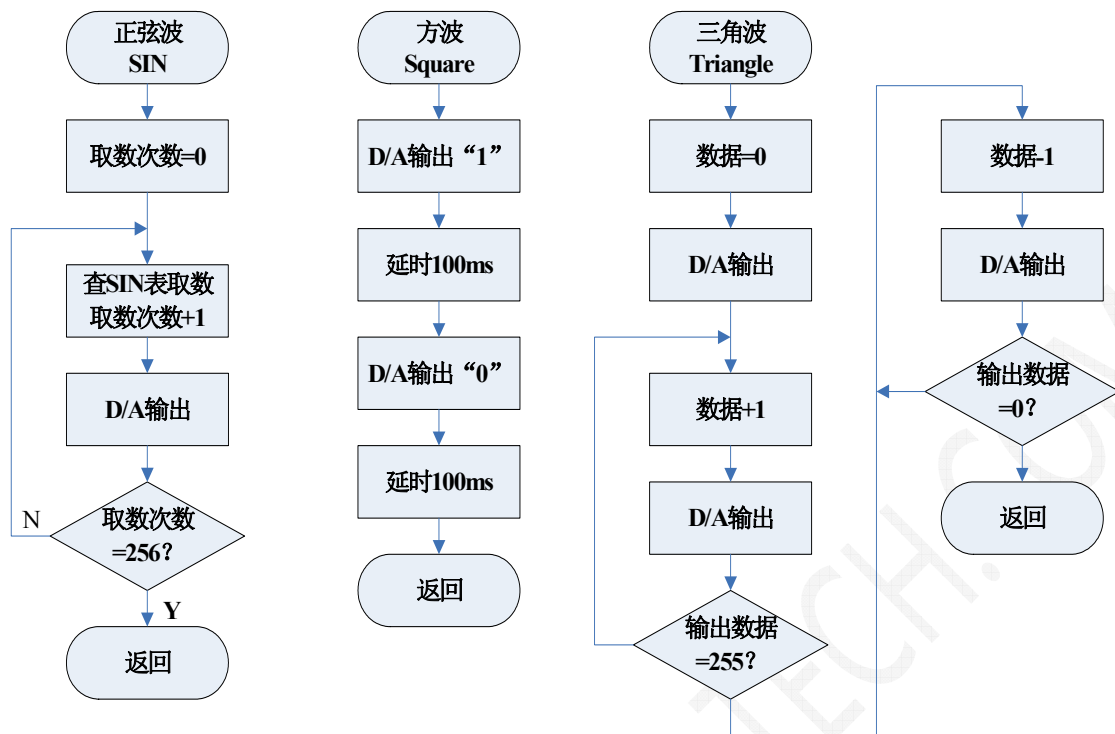 正弦波
SIN
取数次数=0
查SIN表取数
取数次数+1
D/A输出
取数次数
=256?
N
Y
返回
方波
Square
D/A输出“1”
延时100ms
D/A输出“0”
延时100ms
返回
三角波
Triangle
数据=0
D/A输出
数据+1
D/A输出
输出数据
=255?
数据-1
D/A输出
输出数据
=0?
返回
TECH.COM